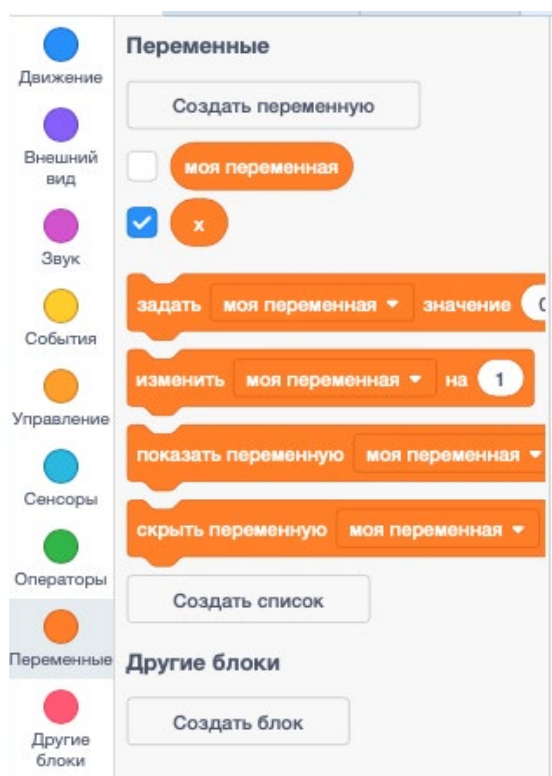 Движение
Внешний
вид
Звук
События
Управление
Сенсоры
Операторы
Переменные
Другие
блоки
Переменные
Создать переменную
моя переменная
x
задать моя переменная значение 0
изменить моя переменная на 1
показать переменную моя переменная
скрыть переменную моя переменная
Создать список
Другие блоки
Создать блок